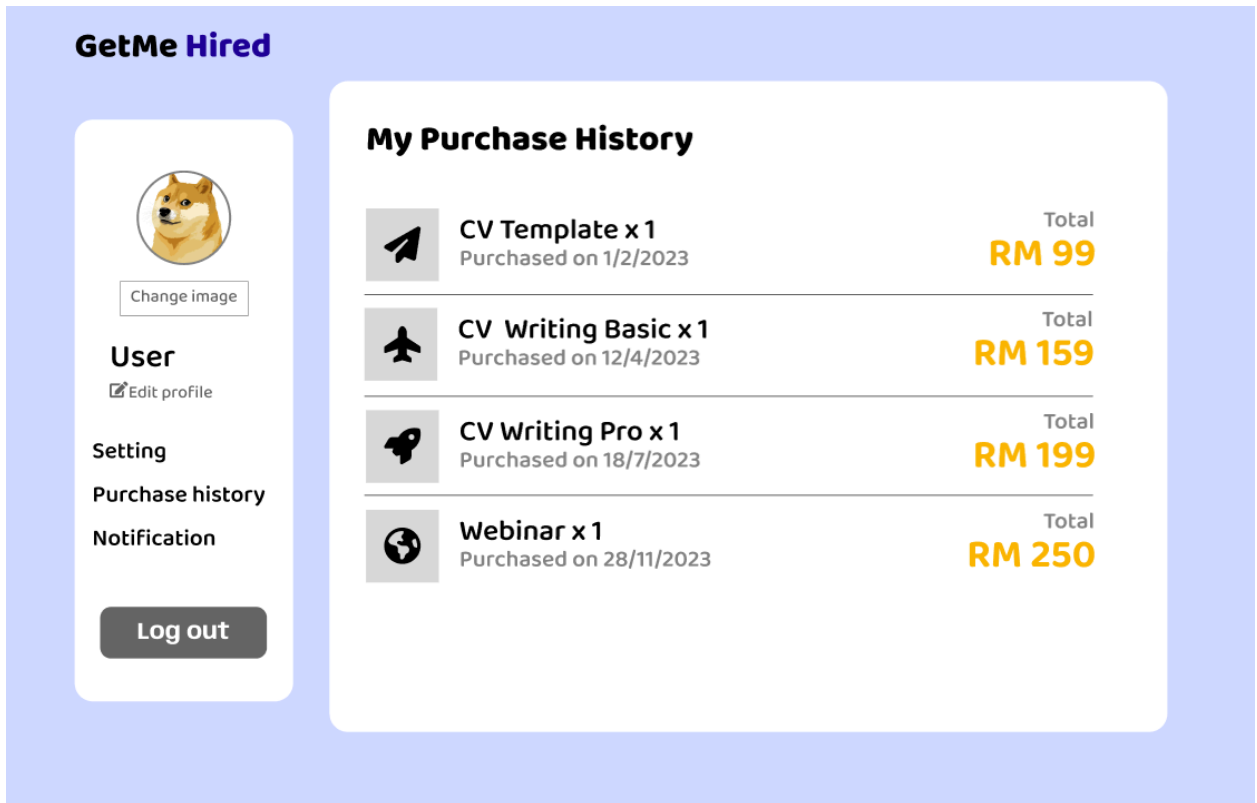 GetMe Hired
Change image
User
Edit profile
Setting
Purchase history
Notification
Log out
My Purchase History
CV Template x 1
Purchased on 1/2/2023
Total
RM 99
CV  Writing Basic x 1
Purchased on 12/4/2023
Total
RM 159
CV Writing Pro x 1
Purchased on 18/7/2023
Total
RM 199
Webinar x 1
Purchased on 28/11/2023
Total
RM 250